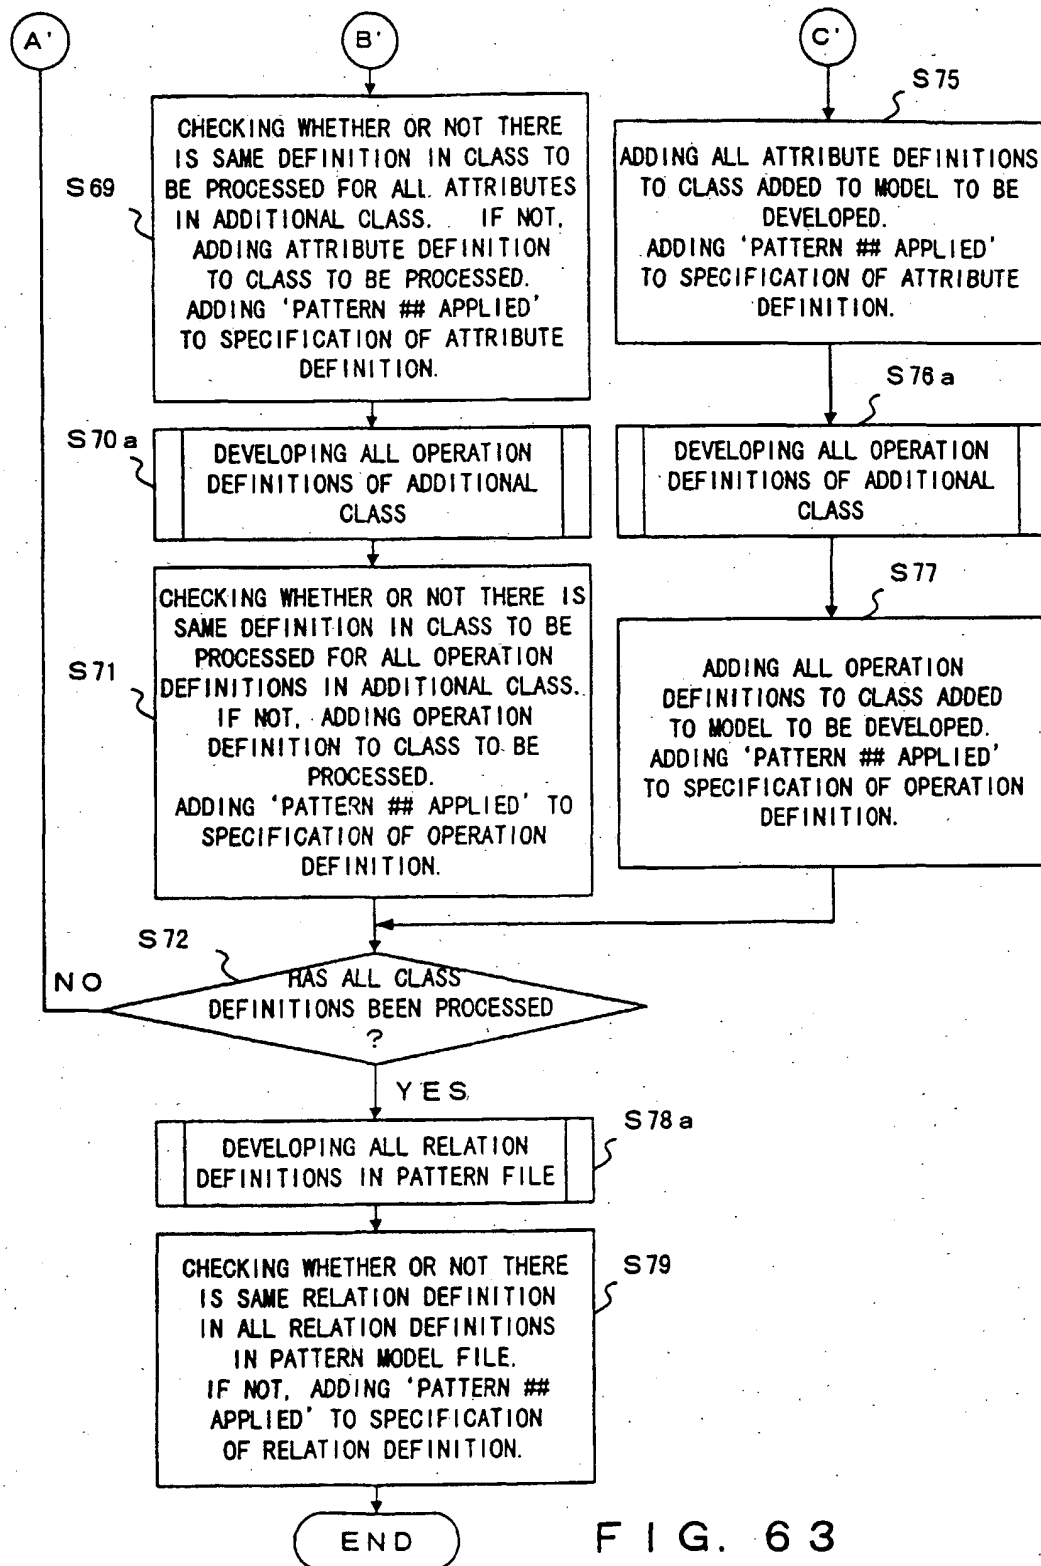 A'
B'
C'
S69
CHECKING WHETHER OR NOT THERE
IS SAME DEFINITION IN CLASS TO
BE PROCESSED FOR ALL ATTRIBUTES
IN ADDITIONAL CLASS. IF NOT,
ADDING ATTRIBUTE DEFINITION
TO CLASS TO BE PROCESSED.
ADDING 'PATTERN ## APPLIED'
TO SPECIFICATION OF ATTRIBUTE
DEFINITION.
S75
ADDING ALL ATTRIBUTE DEFINITIONS
TO CLASS ADDED TO MODEL TO BE
DEVELOPED.
ADDING 'PATTERN ## APPLIED'
TO SPECIFICATION OF ATTRIBUTE
DEFINITION.
S70a
DEVELOPING ALL OPERATION
DEFINITIONS OF ADDITIONAL
CLASS
S76a
DEVELOPING ALL OPERATION
DEFINITIONS OF ADDITIONAL
CLASS
S71
CHECKING WHETHER OR NOT THERE IS
SAME DEFINITION IN CLASS TO BE
PROCESSED FOR ALL OPERATION
DEFINITIONS IN ADDITIONAL CLASS.
IF NOT, ADDING OPERATION
DEFINITION TO CLASS TO BE
PROCESSED.
ADDING 'PATTERN ## APPLIED' TO
SPECIFICATION OF OPERATION
DEFINITION.
S77
ADDING ALL OPERATION
DEFINITIONS TO CLASS ADDED
TO MODEL TO BE DEVELOPED.
ADDING 'PATTERN ## APPLIED'
TO SPECIFICATION OF OPERATION
DEFINITION.
S72
HAS ALL CLASS
DEFINITIONS BEEN PROCESSED
?
NO
YES
S78a
DEVELOPING ALL RELATION
DEFINITIONS IN PATTERN FILE
S79
CHECKING WHETHER OR NOT THERE
IS SAME RELATION DEFINITION
IN ALL RELATION DEFINITIONS
IN PATTERN MODEL FILE.
IF NOT, ADDING 'PATTERN ##
APPLIED' TO SPECIFICATION
OF RELATION DEFINITION.
END
FIG. 63